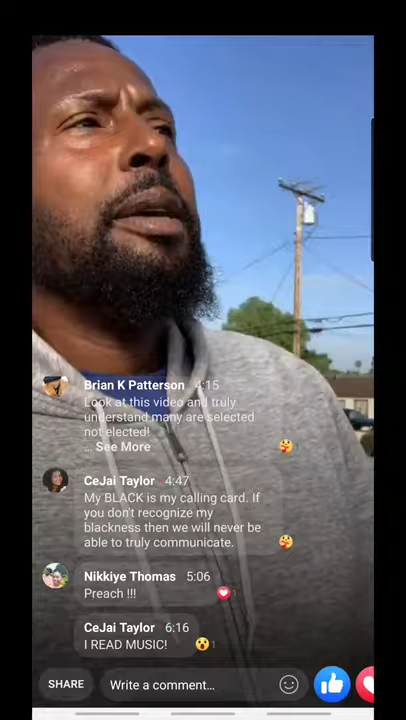 Brian K Patterson 4:15
Look at this video and truly
understand many are selected
not elected!
... See More
CeJai Taylor 4:47
My BLACK is my calling card. If
you don't recognize my
blackness then we will never be
able to truly communicate.
Nikkiye Thomas 5:06
Preach !!!
1
CeJai Taylor 6:16
I READ MUSIC!
1
SHARE
Write a comment...